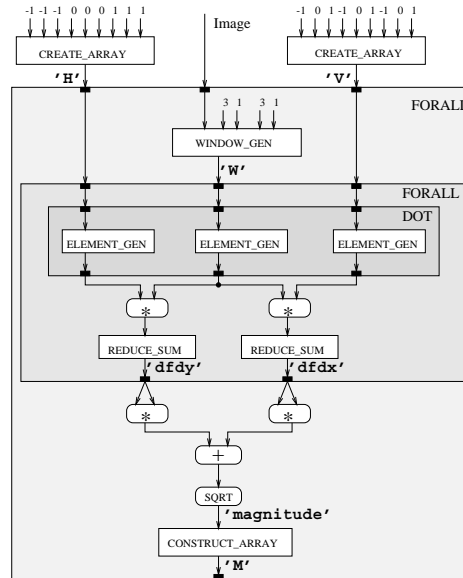 -1 -1 -1 0 0 0 1 1 1
Image
-1 0 1 -1 0 1 -1 0 1
CREATE_ARRAY
CREATE_ARRAY
'H'
'V'
FORALL
3 1 3 1
WINDOW_GEN
'W'
FORALL
DOT
ELEMENT_GEN
ELEMENT_GEN
ELEMENT_GEN
*
*
REDUCE_SUM
REDUCE_SUM
'dfdy'
'dfdx'
*
*
+
SQRT
'magnitude'
CONSTRUCT_ARRAY
'M'